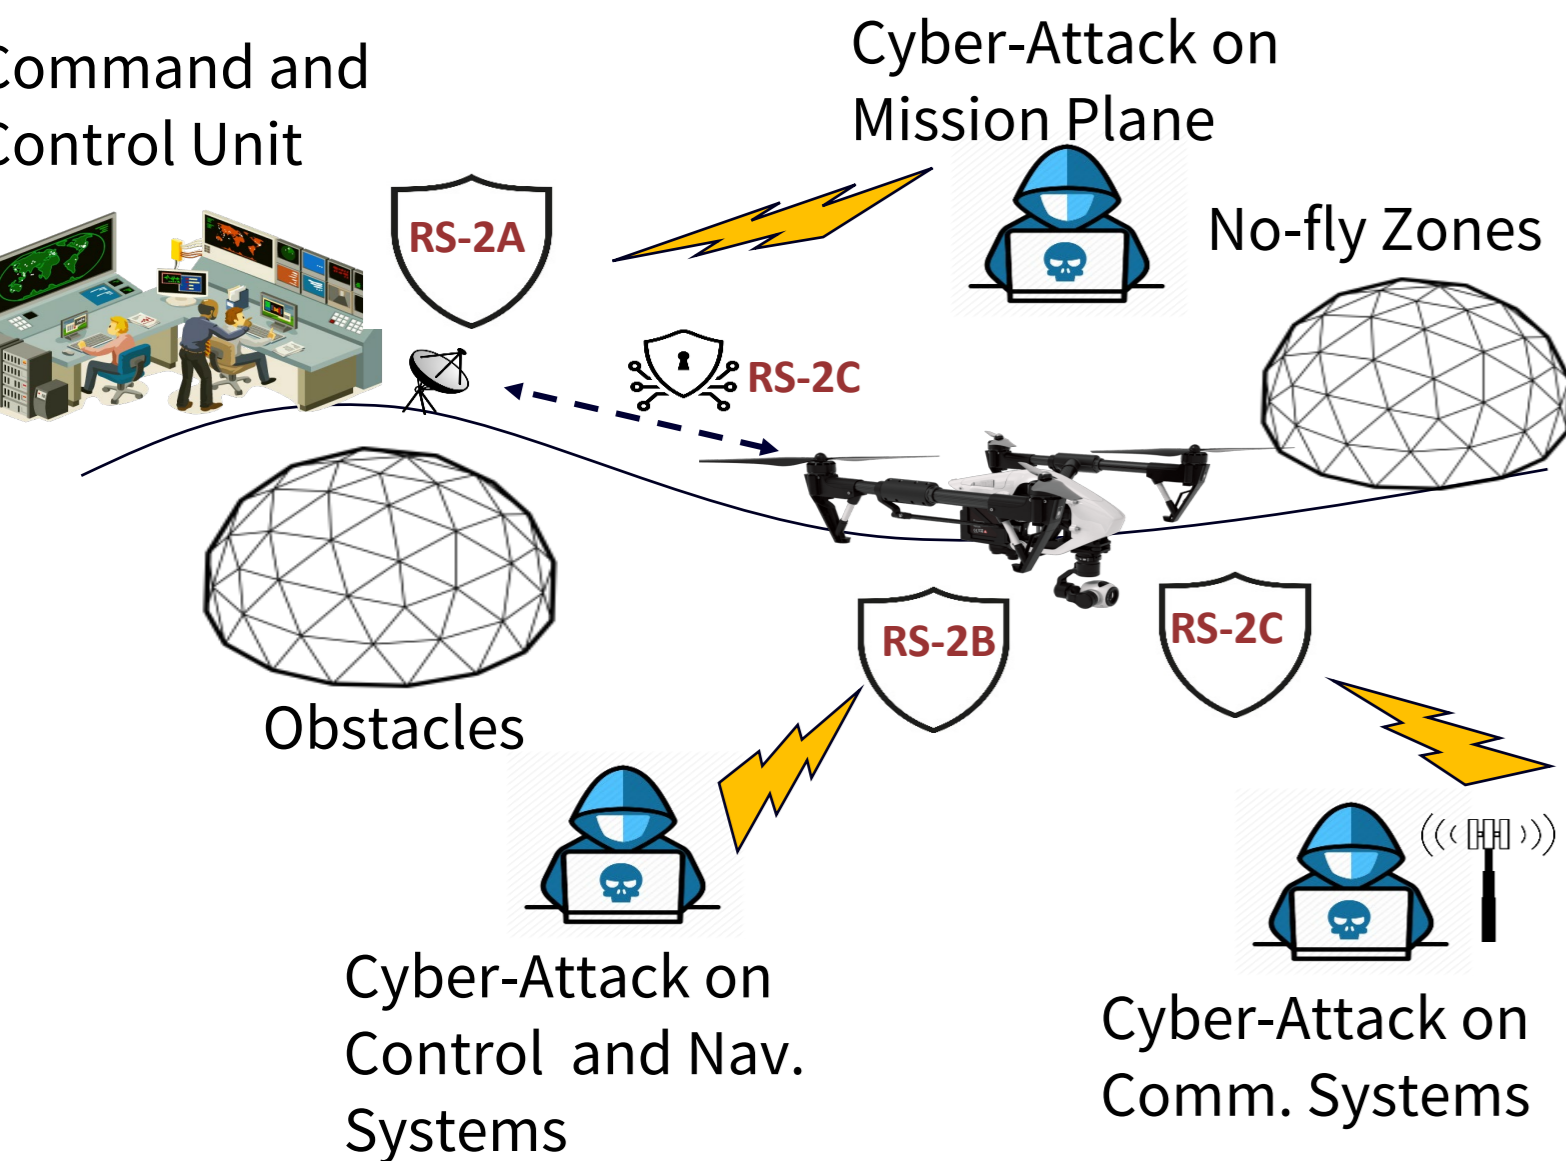 Command and
Control Unit
Cyber-Attack on
Mission Plane
RS-2A
No-fly Zones
RS-2C
RS-2B
RS-2C
Obstacles
Cyber-Attack on
Control and Nav.
Systems
Cyber-Attack on
Comm. Systems